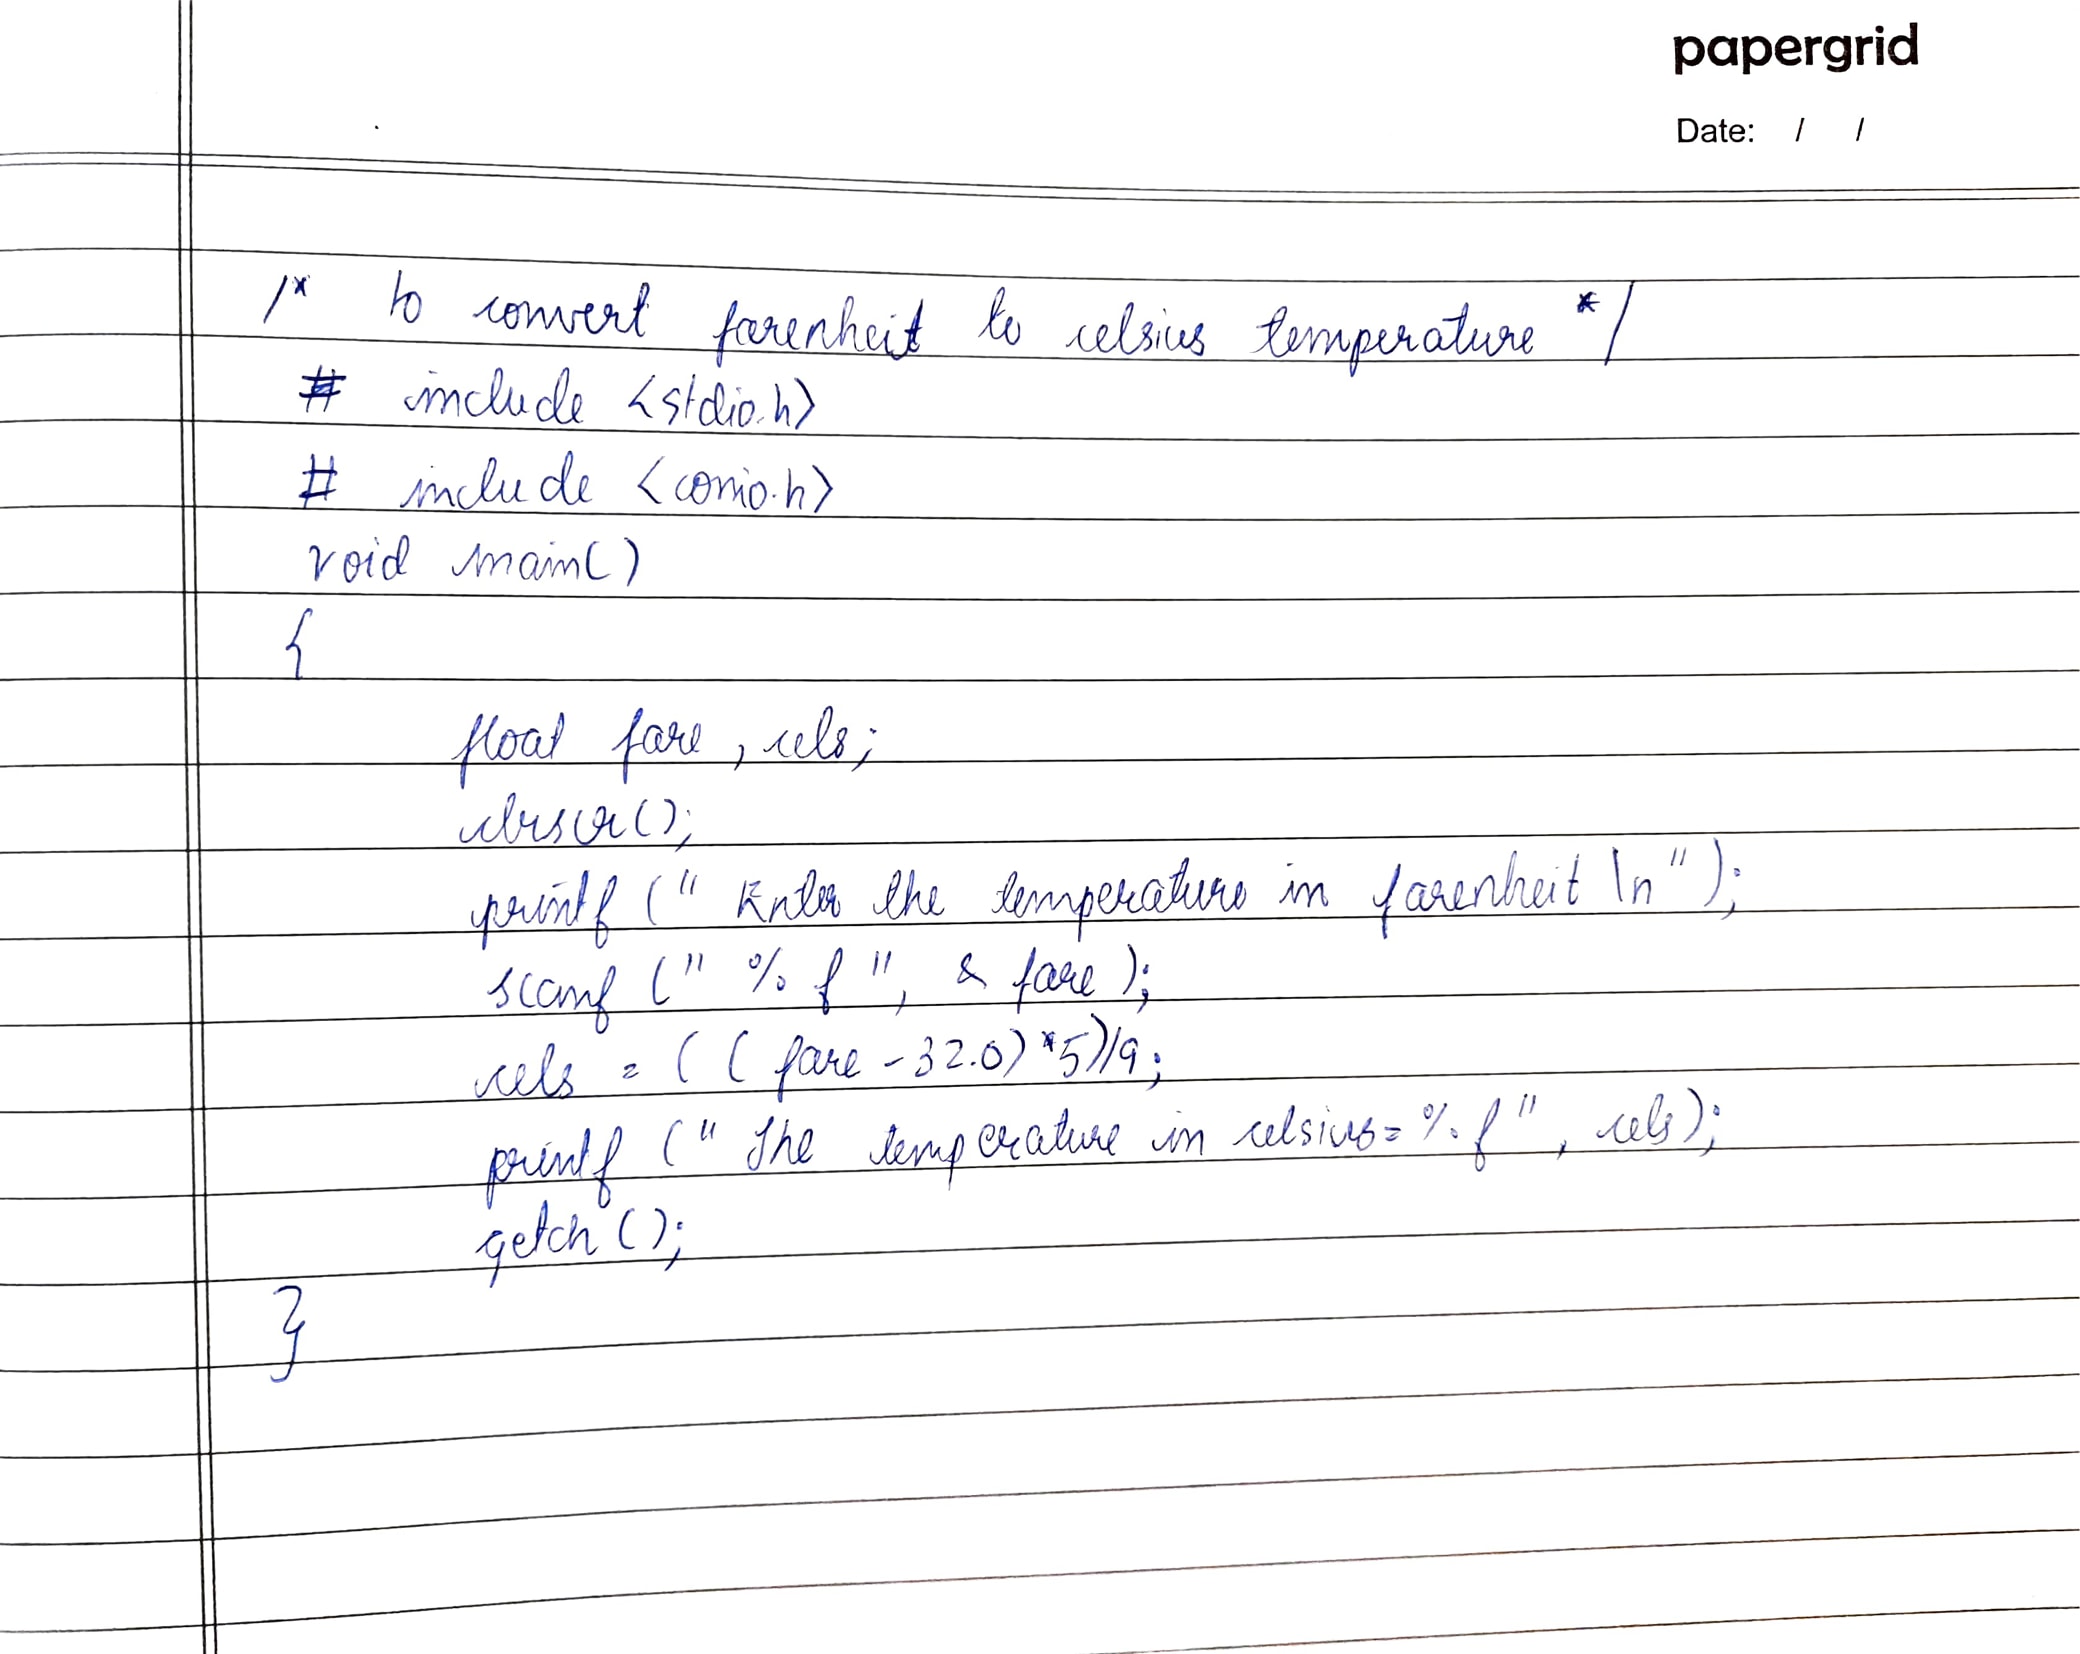 papergrid
Date: / /
/* to convert farenheit to celsius temperature */
# include <stdio.h>
# include <conio.h>
void main()
{
float fare , cels;
clrscr();
printf (" Enter the temperature in farenheit \n" );
scanf (" % f ", & fare );
cels = ( ( fare - 32.0) *5)/9;
printf (" The temperature in celsius= % f " , cels);
getch ();
}